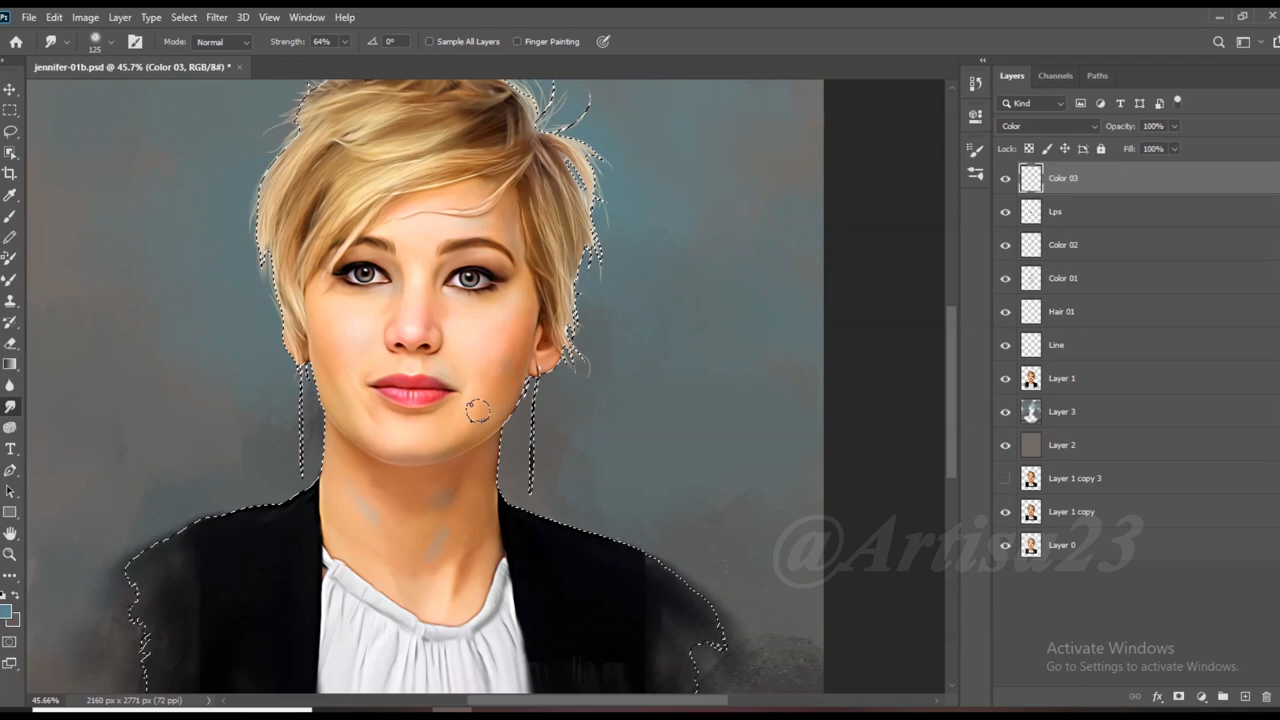 File Edit Image Layer Type Select Filter 3D View Window Help
Mode: Normal Strength: 64% 0° Sample All Layers Finger Painting
125
jennifer-01b.psd @ 45.7% (Color 03, RGB/8#) *
Layers Channels Paths
Kind
Color Opacity: 100%
Lock: Fill: 100%
Color 03
Lps
Color 02
Color 01
Hair 01
Line
Layer 1
Layer 3
Layer 2
Layer 1 copy 3
Layer 1 copy
Layer 0
@Artisa23
Activate Windows
Go to Settings to activate Windows.
45.66% 2160 px x 2771 px (72 ppi)